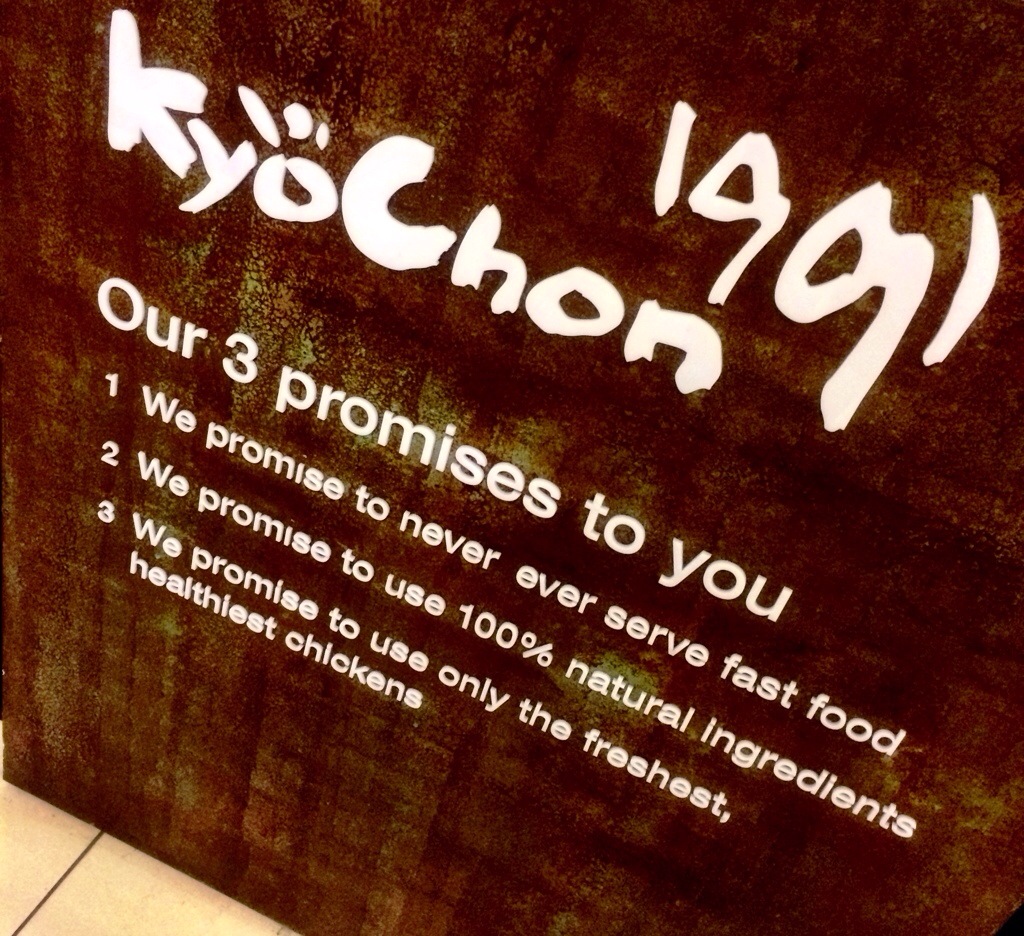 kyoChon 1991
Our 3 promises to you
1 We promise to never ever serve fast food
2 We promise to use 100% natural ingredients
3 We promise to use only the freshest,
healthiest chickens